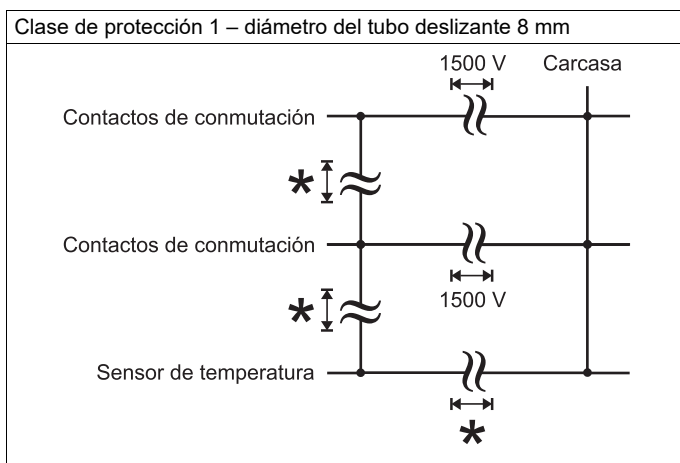 Clase de protección 1 – diámetro del tubo deslizante 8 mm
1500 V Carcasa
Contactos de conmutación
*
Contactos de conmutación
1500 V
*
Sensor de temperatura
*